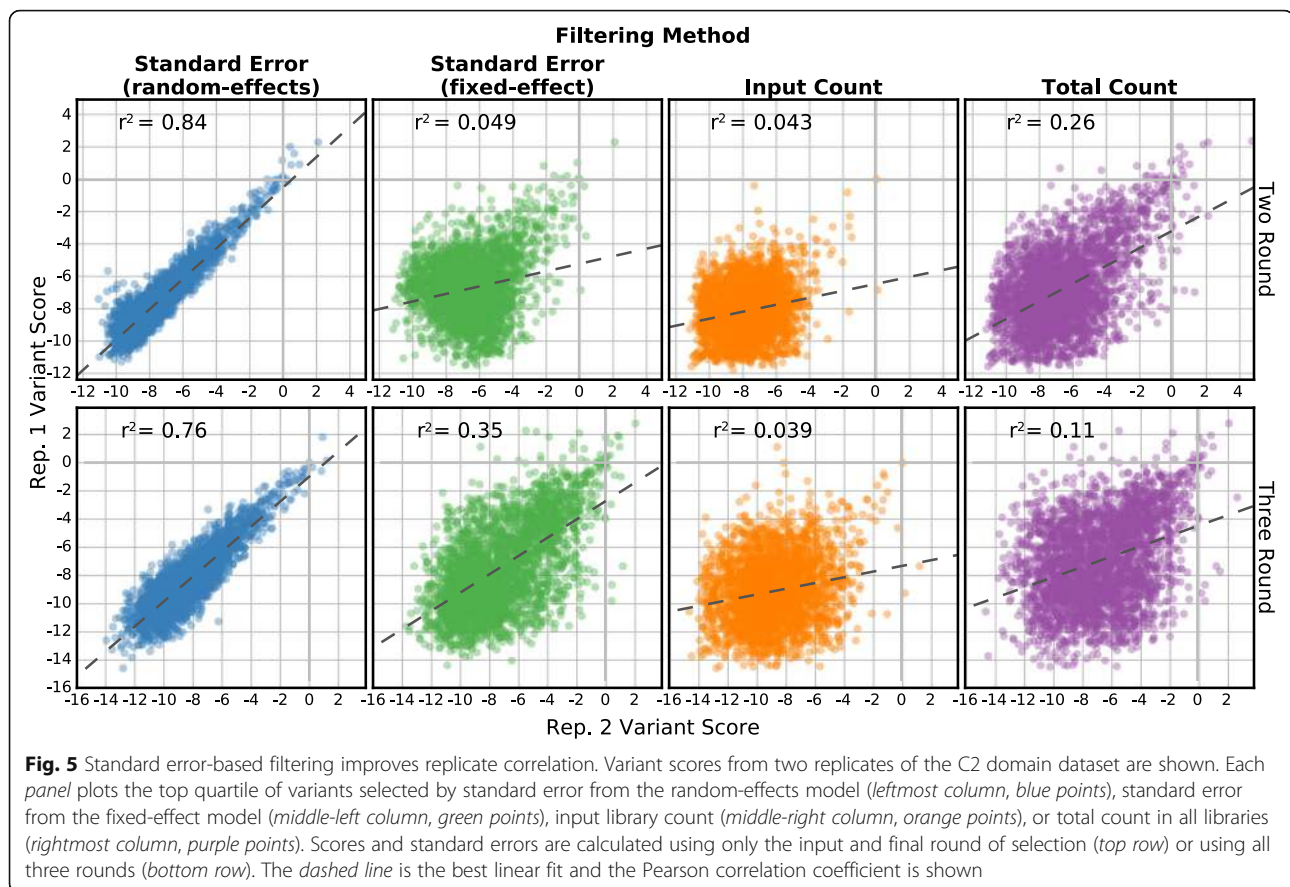 Filtering Method
Standard Error
(random-effects)
Standard Error
(fixed-effect)
Input Count
Total Count
Rep. 1 Variant Score
4
2
0
-2
-4
-6
-8
-10
-12
r² = 0.84
r² = 0.049
r² = 0.043
r² = 0.26
Two Round
-12 -10 -8 -6 -4 -2 0 2 4
-12 -10 -8 -6 -4 -2 0 2 4
-12 -10 -8 -6 -4 -2 0 2 4
-12 -10 -8 -6 -4 -2 0 2 4
2
0
-2
-4
-6
-8
-10
-12
-14
-16
r² = 0.76
r² = 0.35
r² = 0.039
r² = 0.11
Three Round
-16 -14 -12 -10 -8 -6 -4 -2 0 2
-16 -14 -12 -10 -8 -6 -4 -2 0 2
-16 -14 -12 -10 -8 -6 -4 -2 0 2
-16 -14 -12 -10 -8 -6 -4 -2 0 2
Rep. 2 Variant Score
Fig. 5 Standard error-based filtering improves replicate correlation. Variant scores from two replicates of the C2 domain dataset are shown. Each
panel plots the top quartile of variants selected by standard error from the random-effects model (leftmost column, blue points), standard error
from the fixed-effect model (middle-left column, green points), input library count (middle-right column, orange points), or total count in all libraries
(rightmost column, purple points). Scores and standard errors are calculated using only the input and final round of selection (top row) or using all
three rounds (bottom row). The dashed line is the best linear fit and the Pearson correlation coefficient is shown